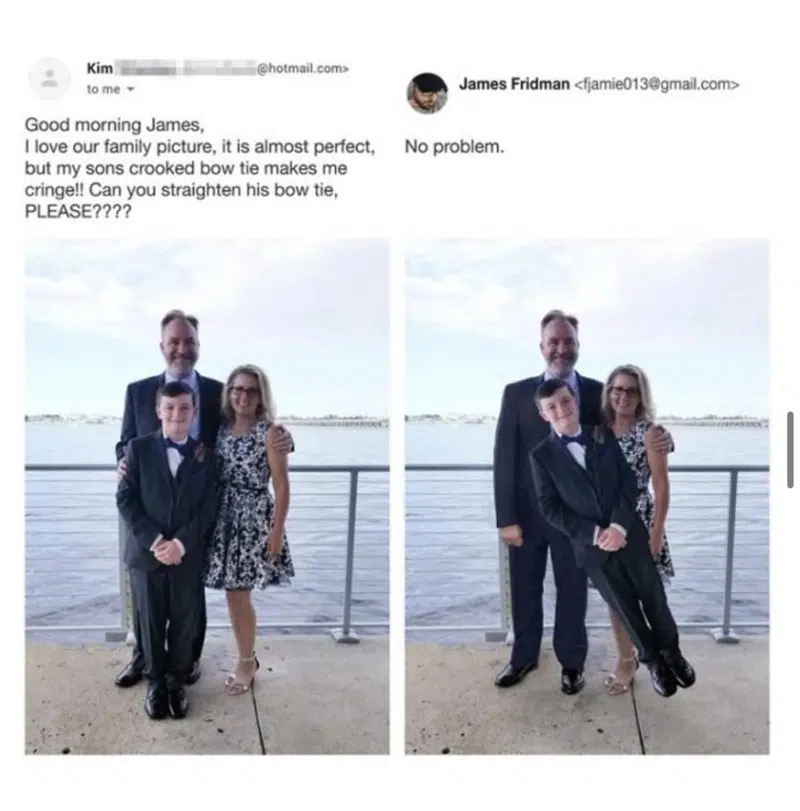 Kim @hotmail.com>
to me
Good morning James,
I love our family picture, it is almost perfect,
but my sons crooked bow tie makes me
cringe!! Can you straighten his bow tie,
PLEASE????
James Fridman <fjamie013@gmail.com>
No problem.